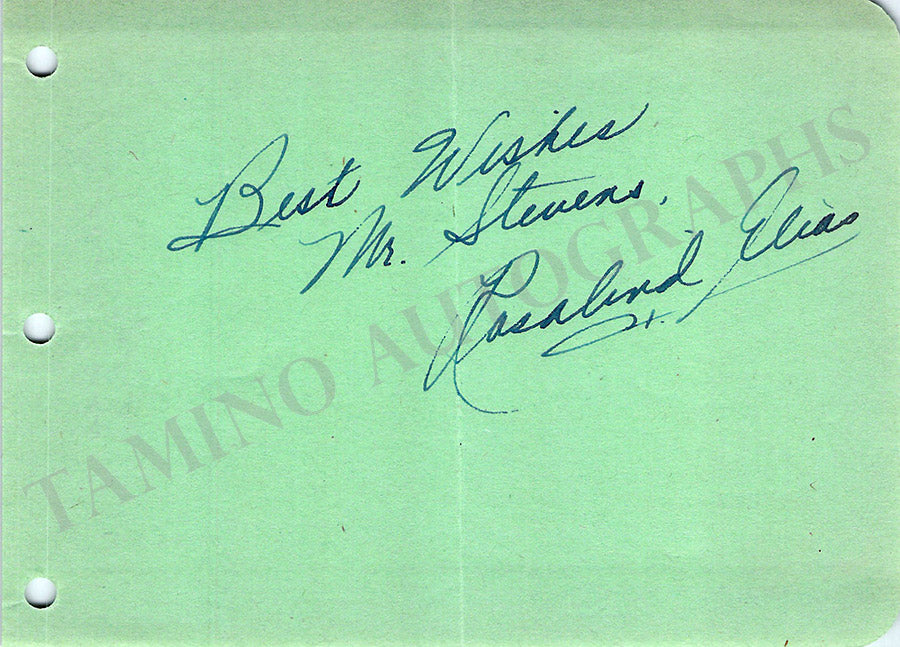 Best Wishes
Mr. Stevens,
Rosalind Elias
TAMINO AUTOGRAPHS